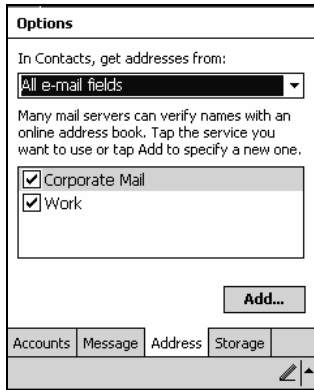 Options
In Contacts, get addresses from:
All e-mail fields
Many mail servers can verify names with an
online address book. Tap the service you
want to use or tap Add to specify a new one.
Corporate Mail
Work
Add...
Accounts Message Address Storage